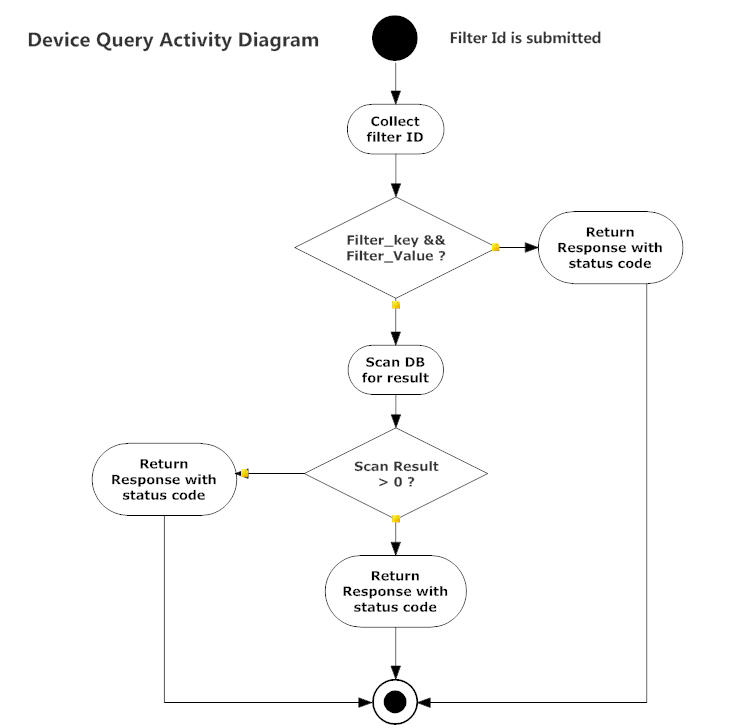 Device Query Activity Diagram
Filter Id is submitted
Collect
filter ID
Filter_key &&
Filter_Value ?
Return
Response with
status code
Scan DB
for result
Scan Result
> 0 ?
Return
Response with
status code
Return
Response with
status code